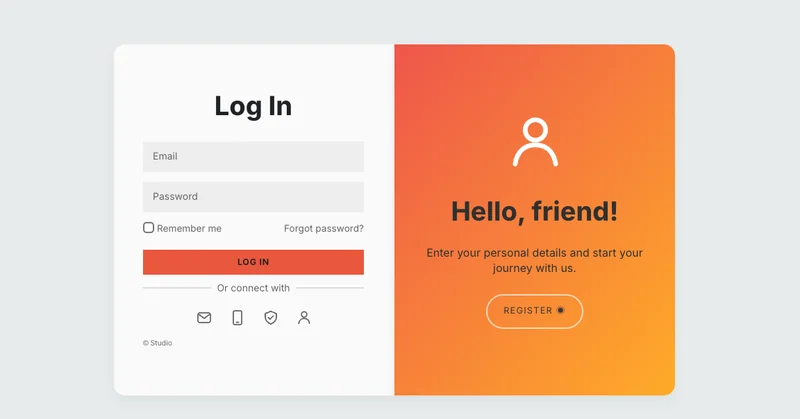 Log In
Email
Password
Remember me
Forgot password?
LOG IN
Or connect with
© Studio
Hello, friend!
Enter your personal details and start your
journey with us.
REGISTER